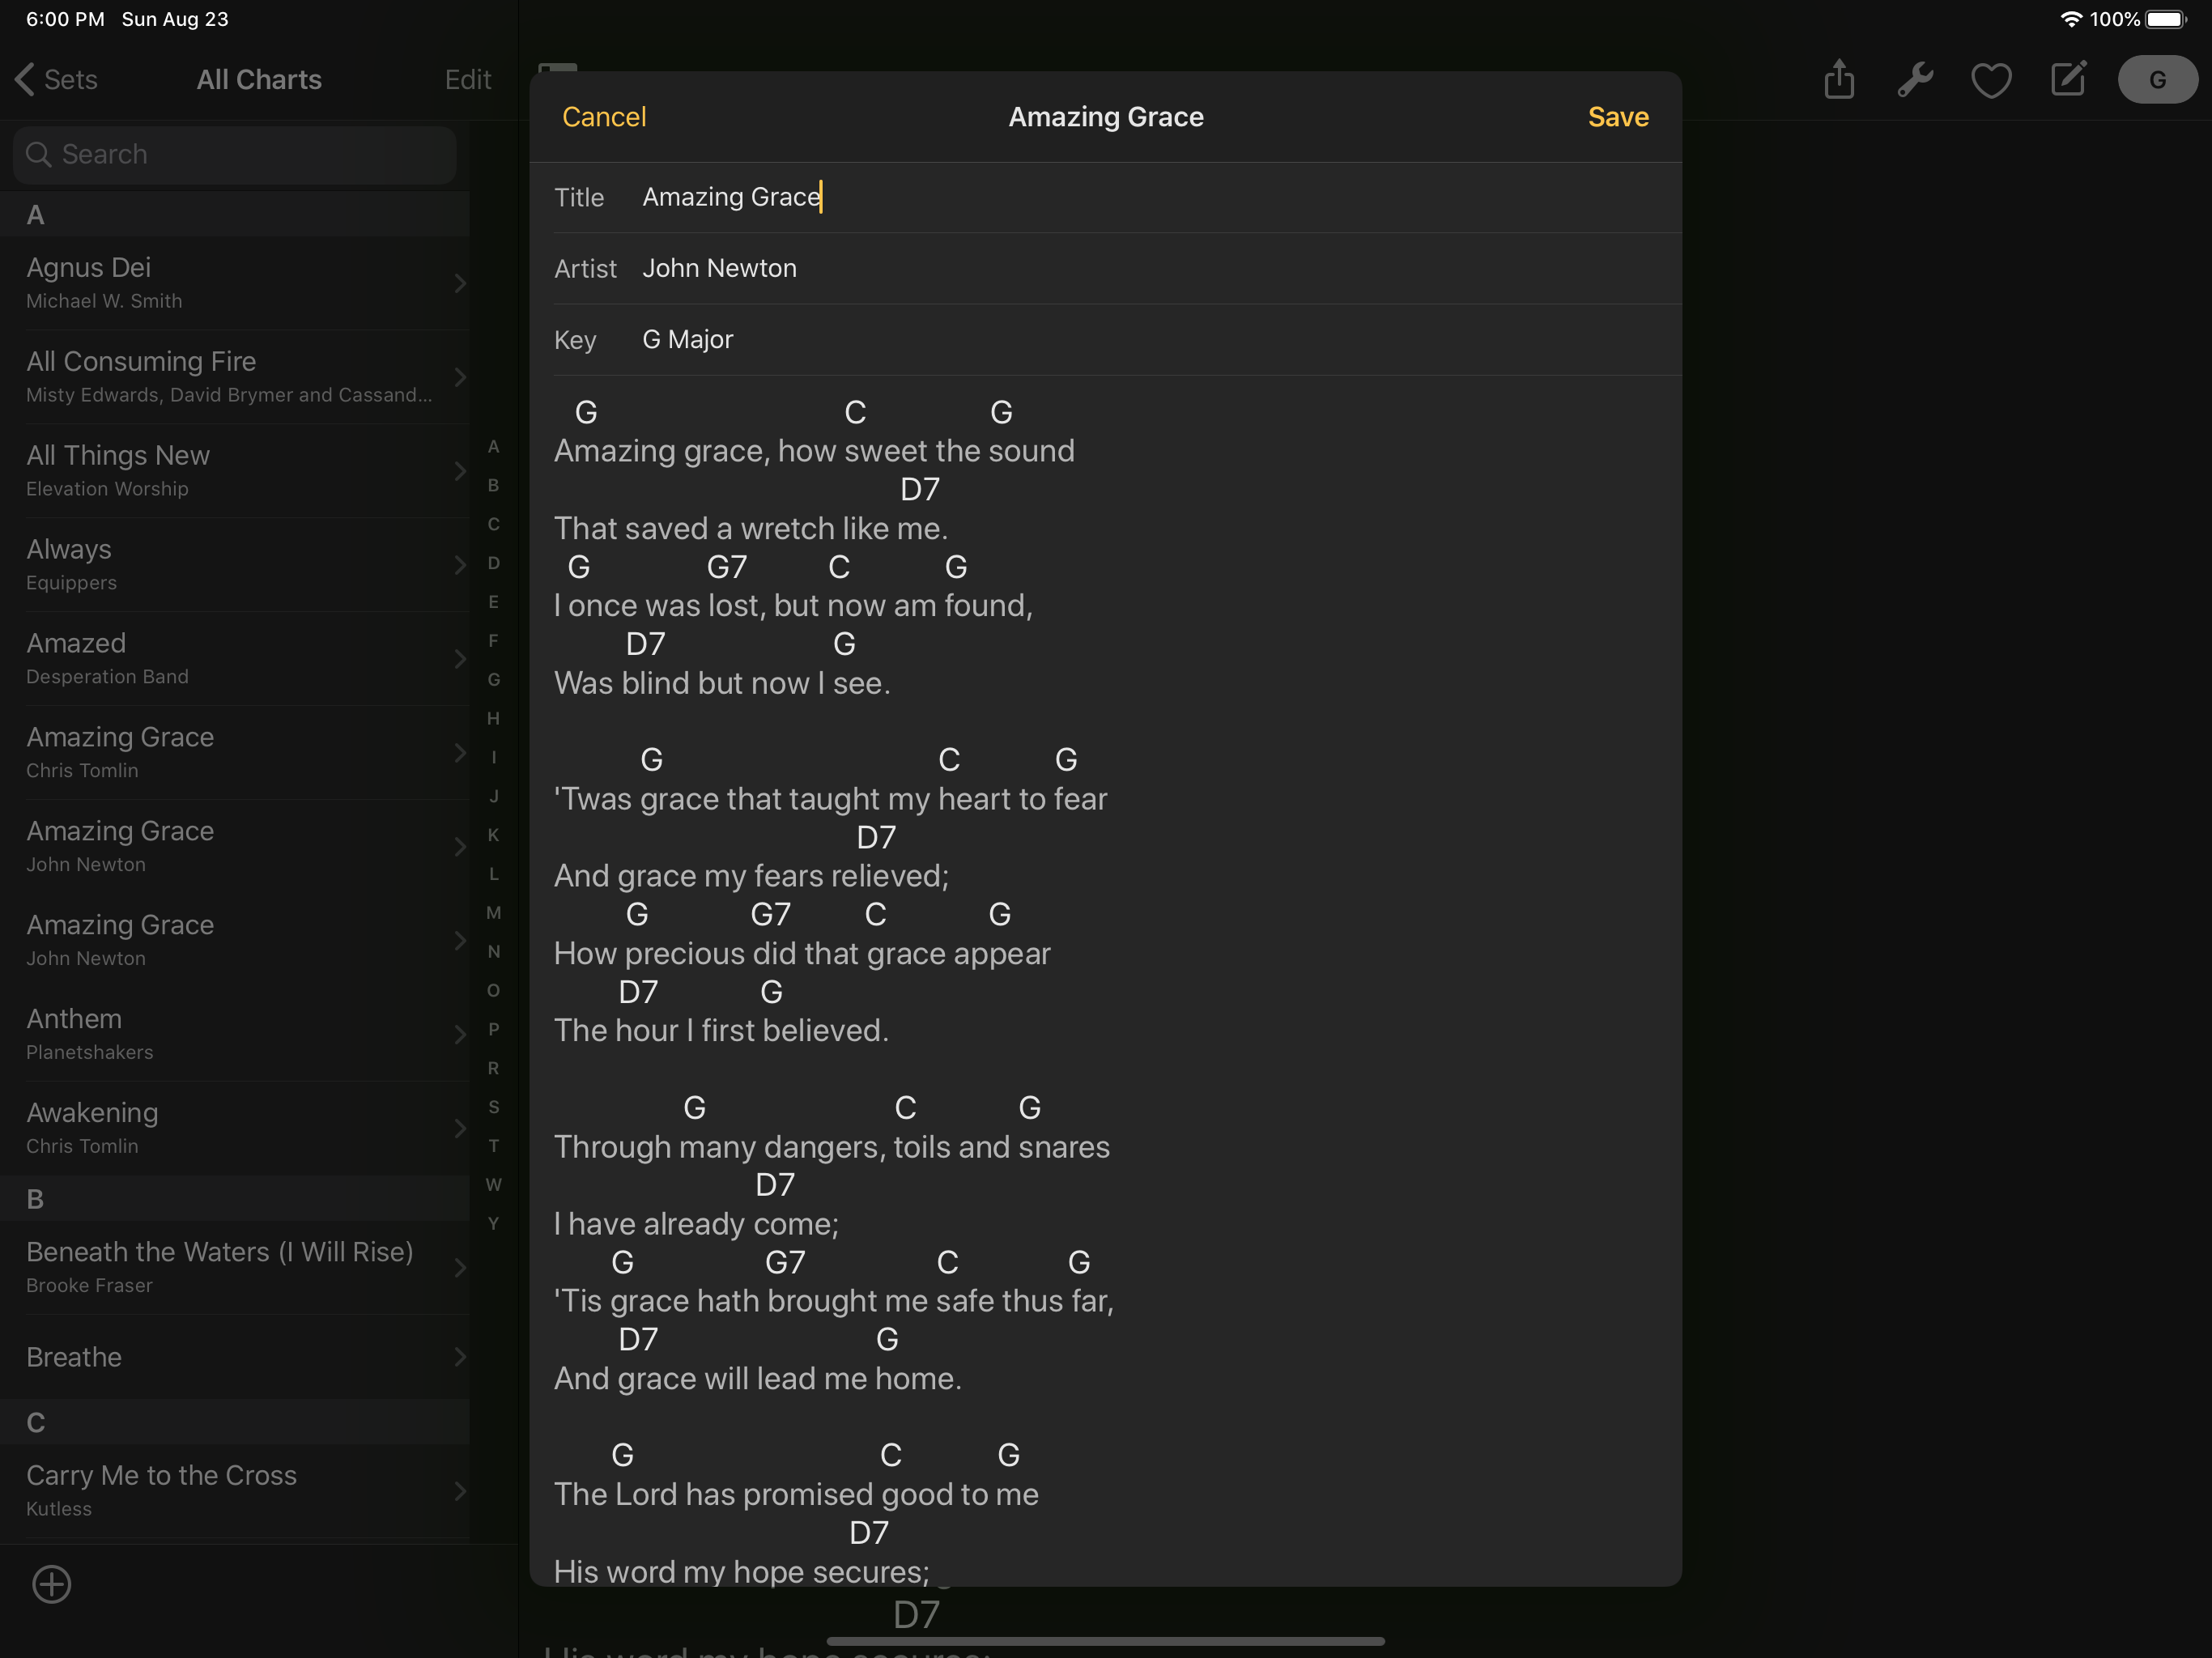 6:00 PM Sun Aug 23
100%
Sets
All Charts
Edit
G
Search
A
Agnus Dei
Michael W. Smith
All Consuming Fire
Misty Edwards, David Brymer and Cassand...
All Things New
Elevation Worship
Always
Equippers
Amazed
Desperation Band
Amazing Grace
Chris Tomlin
Amazing Grace
John Newton
Amazing Grace
John Newton
Anthem
Planetshakers
Awakening
Chris Tomlin
B
Beneath the Waters (I Will Rise)
Brooke Fraser
Breathe
C
Carry Me to the Cross
Kutless
A
B
C
D
E
F
G
H
I
J
K
L
M
N
O
P
R
S
T
W
Y
Cancel
Amazing Grace
Save
Title Amazing Grace
Artist John Newton
Key G Major
G C G
Amazing grace, how sweet the sound
D7
That saved a wretch like me.
G G7 C G
I once was lost, but now am found,
D7 G
Was blind but now I see.
G C G
'Twas grace that taught my heart to fear
D7
And grace my fears relieved;
G G7 C G
How precious did that grace appear
D7 G
The hour I first believed.
G C G
Through many dangers, toils and snares
D7
I have already come;
G G7 C G
'Tis grace hath brought me safe thus far,
D7 G
And grace will lead me home.
G C G
The Lord has promised good to me
D7
His word my hope secures;
D7
His word my hope secures;